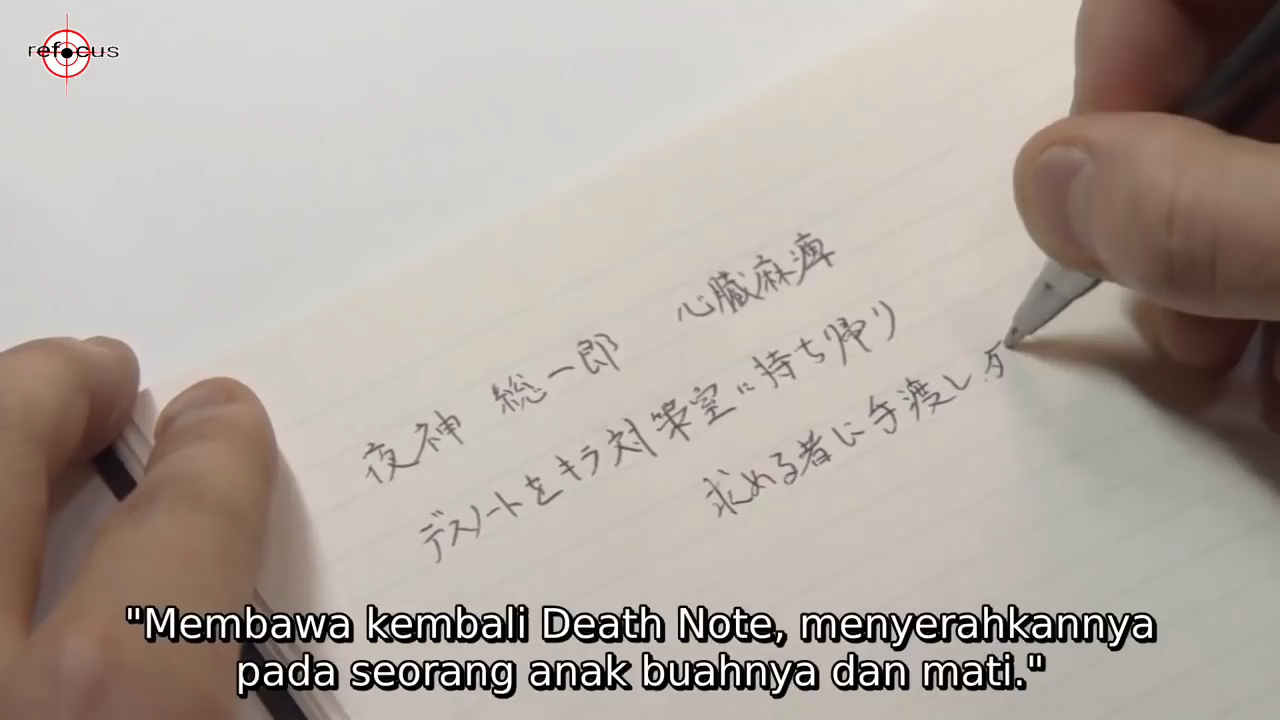 refocus
夜神 総一郎 心臓麻痺
デスノートをキラ対策室に持ち帰り
求める者に手渡し死
"Membawa kembali Death Note, menyerahkannya
pada seorang anak buahnya dan mati."